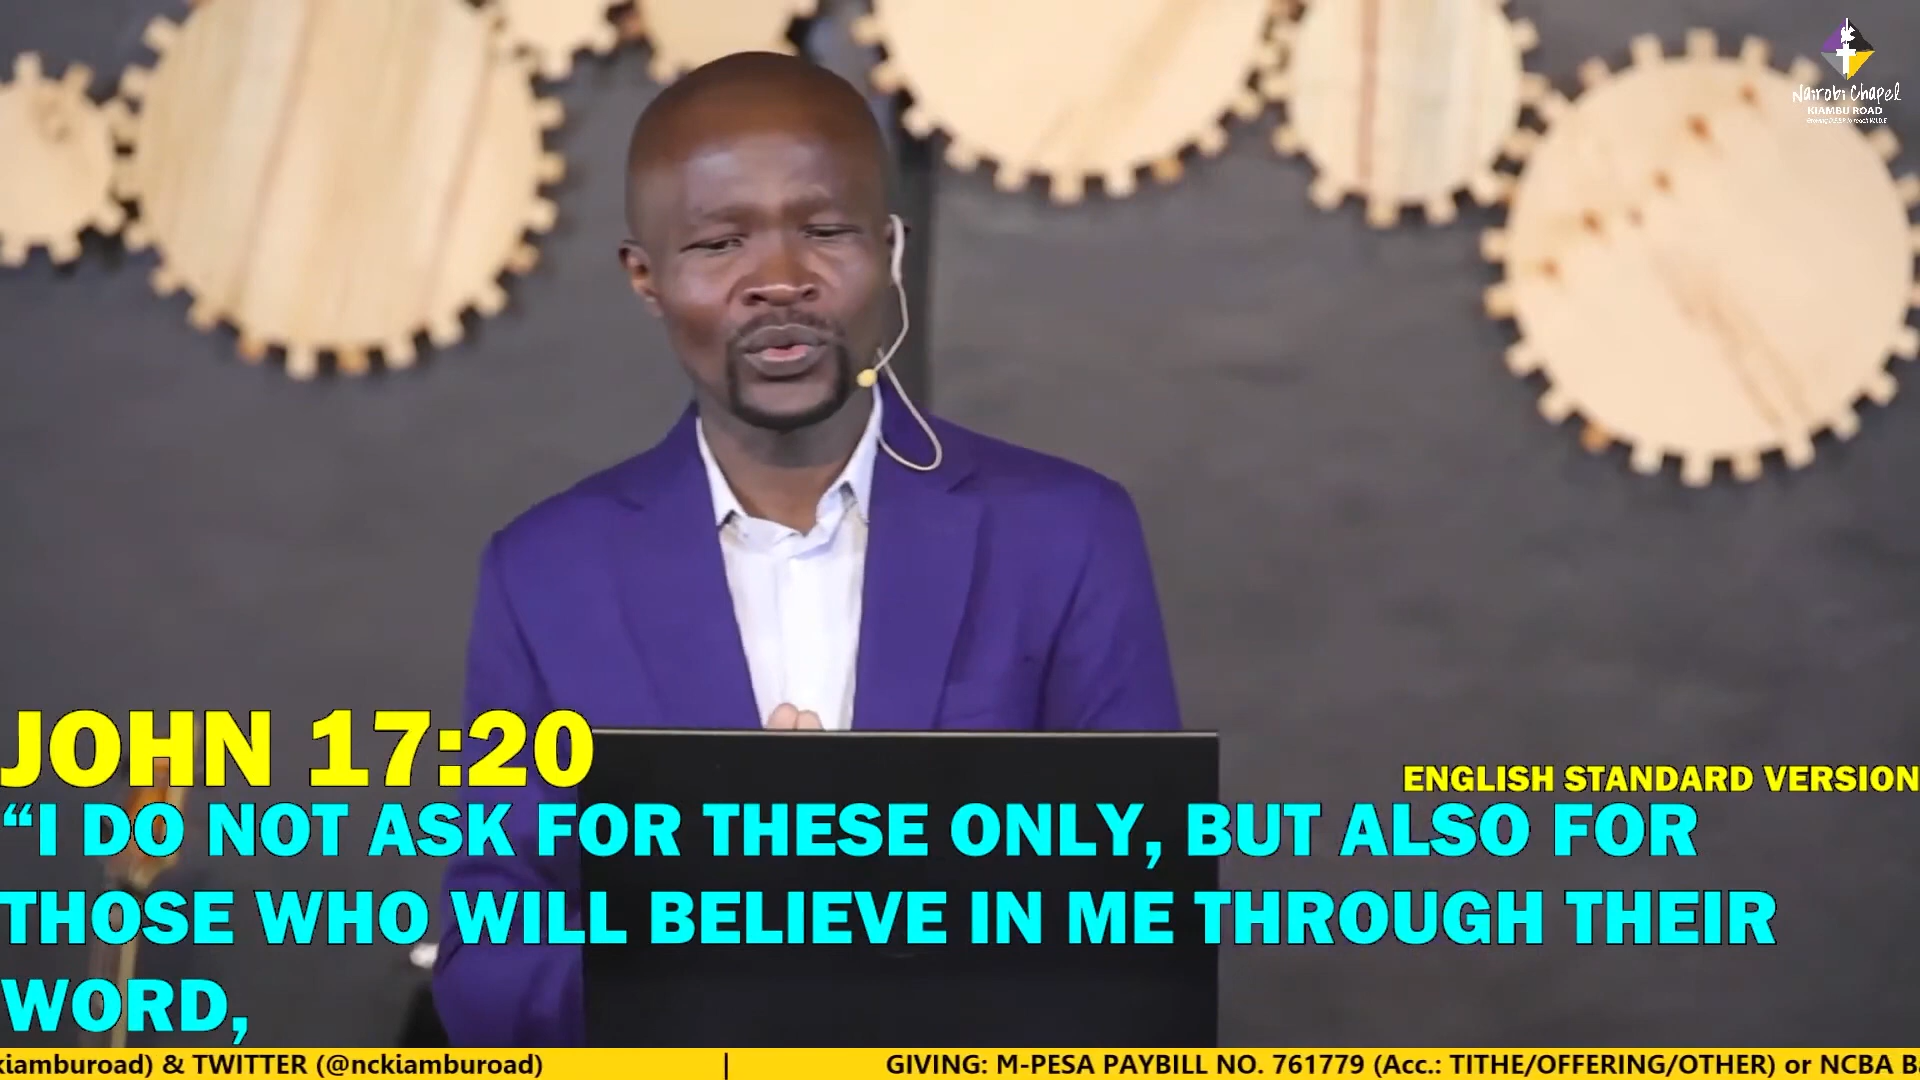 Nairobi Chapel
KIAMBU ROAD
JOHN 17:20
ENGLISH STANDARD VERSION
“I DO NOT ASK FOR THESE ONLY, BUT ALSO FOR
THOSE WHO WILL BELIEVE IN ME THROUGH THEIR
WORD,
kiamburoad) & TWITTER (@nckiamburoad) | GIVING: M-PESA PAYBILL NO. 761779 (Acc.: TITHE/OFFERING/OTHER) or NCBA B